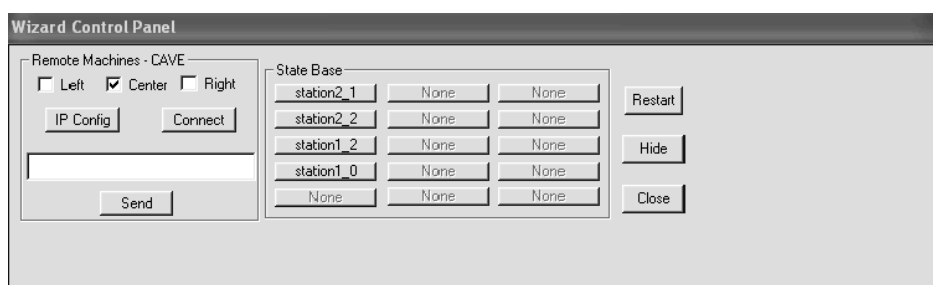 Wizard Control Panel
Remote Machines - CAVE
Left Center Right
IP Config Connect
Send
State Base
station2_1 None None
station2_2 None None
station1_2 None None
station1_0 None None
None None None
Restart
Hide
Close